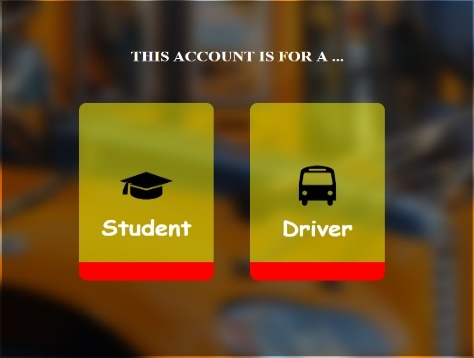 THIS ACCOUNT IS FOR A ...
Student
Driver